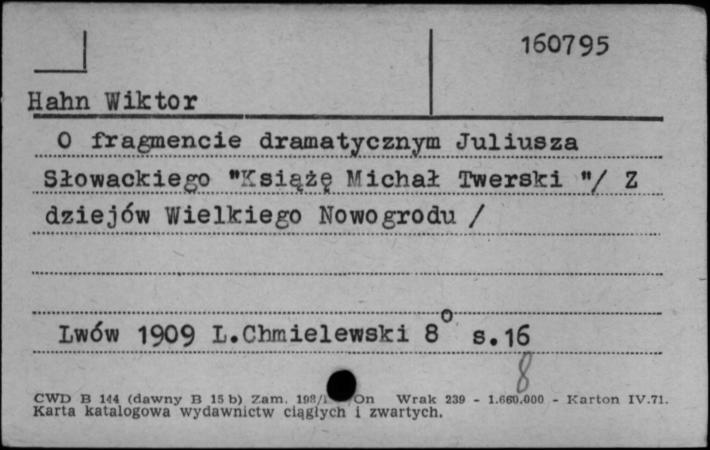 160795
Hahn Wiktor
O fragmencie dramatycznym Juliusza
Słowackiego "Książę Michał Twerski "/ Z
dziejów Wielkiego Nowogrodu /
Lwów 1909 L.Chmielewski 8° s.16
8
CWD B 144 (dawny B 15 b) Zam. On Wrak 239 - 1.660.000 - Karton IV.71.
Karta katalogowa wydawnictw ciągłych i zwartych.